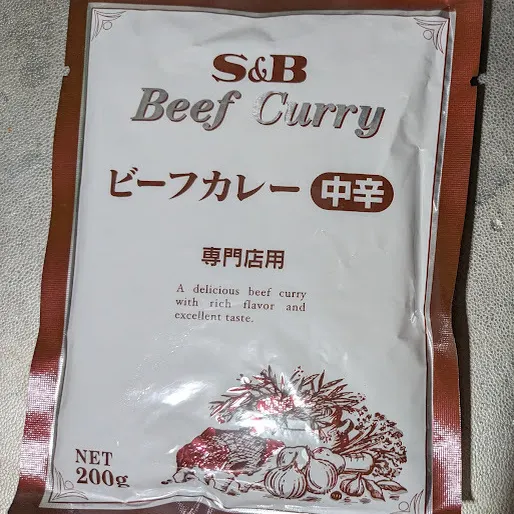 S&B
Beef Curry
ビーフカレー 中辛
専門店用
A delicious beef curry
with rich flavor and
excellent taste.
NET
200g